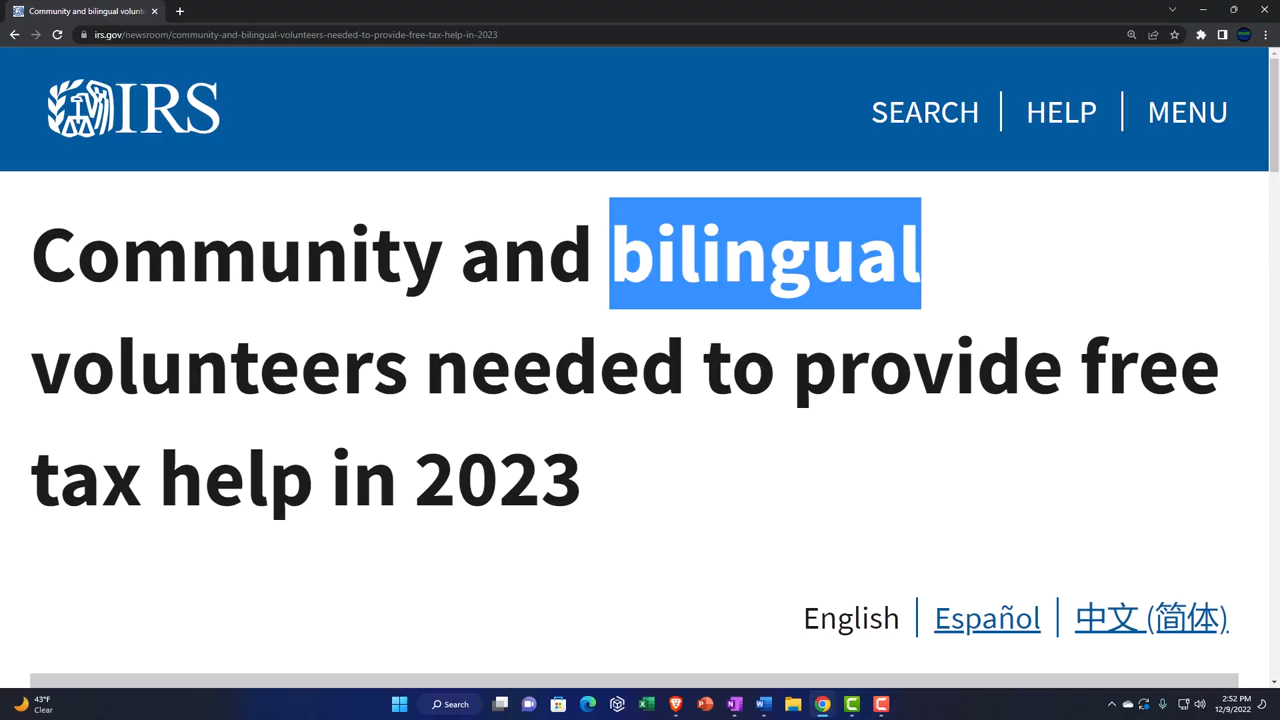 Community and bilingual volunt
irs.gov/newsroom/community-and-bilingual-volunteers-needed-to-provide-free-tax-help-in-2023
IRS
SEARCH
HELP
MENU
Community and bilingual
volunteers needed to provide free
tax help in 2023
English
Español
中文 (简体)
43°F
Clear
Search
2:52 PM
12/9/2022